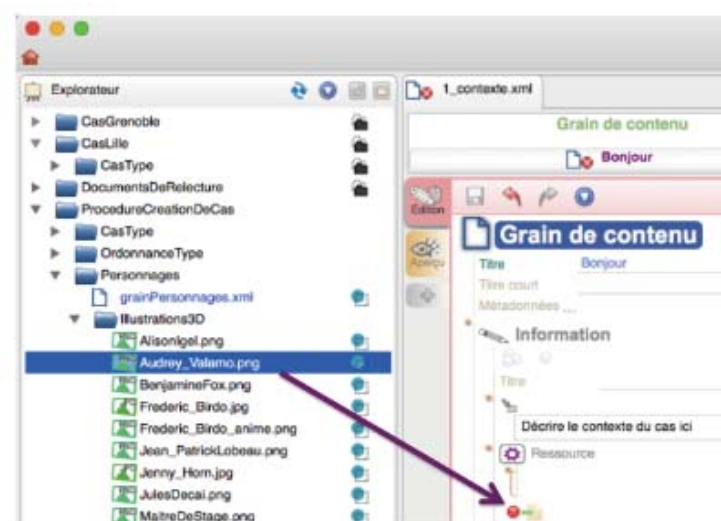 Explorateur
CasGrenoble
CasLille
CasType
DocumentsDeRelecture
ProcedureCreationDeCas
CasType
OrdonnanceType
Personnages
grainPersonnages.xml
Illustrations3D
AlisonIgel.png
Audrey_Valamo.png
BenjamineFox.png
Frederic_Birdo.jpg
Frederic_Birdo_anime.png
Jean_PatrickLobeau.png
Jenny_Horn.jpg
JulesDecai.png
MaitreDeStage.png
1_contexte.xml
Grain de contenu
Bonjour
Edition
Aperçu
Grain de contenu
Titre Bonjour
Titre court
Métadonnées ...
Information
Titre
Décrire le contexte du cas ici
Ressource